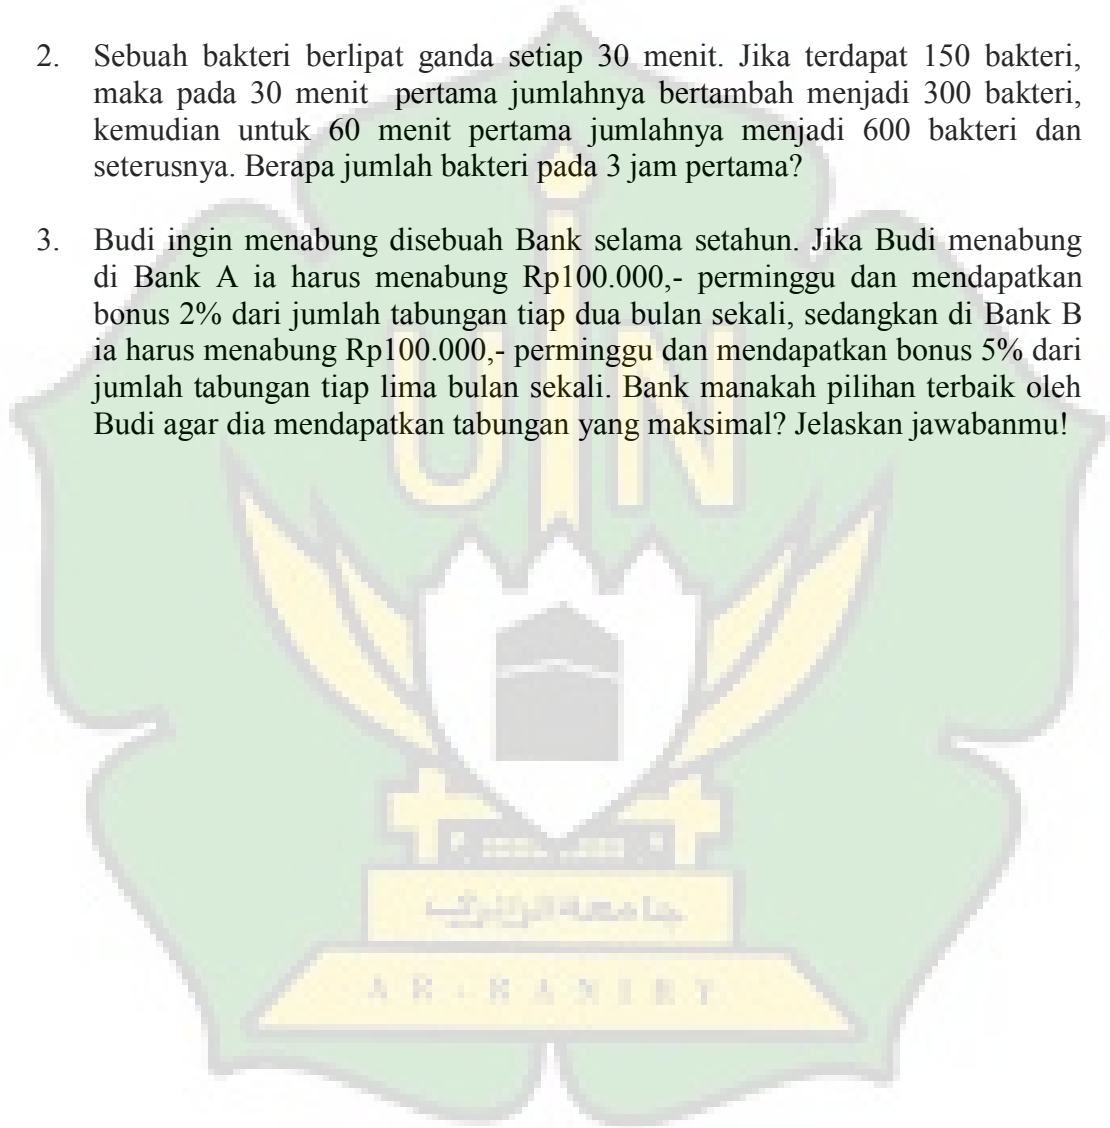 2. Sebuah bakteri berlipat ganda setiap 30 menit. Jika terdapat 150 bakteri,
maka pada 30 menit pertama jumlahnya bertambah menjadi 300 bakteri,
kemudian untuk 60 menit pertama jumlahnya menjadi 600 bakteri dan
seterusnya. Berapa jumlah bakteri pada 3 jam pertama?
3. Budi ingin menabung disebuah Bank selama setahun. Jika Budi menabung
di Bank A ia harus menabung Rp100.000,- perminggu dan mendapatkan
bonus 2% dari jumlah tabungan tiap dua bulan sekali, sedangkan di Bank B
ia harus menabung Rp100.000,- perminggu dan mendapatkan bonus 5% dari
jumlah tabungan tiap lima bulan sekali. Bank manakah pilihan terbaik oleh
Budi agar dia mendapatkan tabungan yang maksimal? Jelaskan jawabanmu!
UIN
جامعة الرانيري
AR-RANIRY